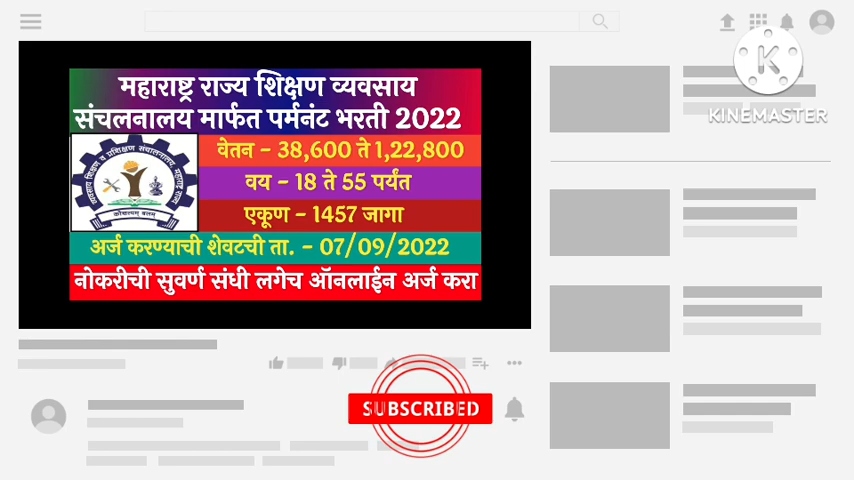 KINEMASTER
महाराष्ट्र राज्य शिक्षण व्यवसाय
संचलनालय मार्फत पर्मनंट भरती 2022
वेतन - 38,600 ते 1,22,800
वय - 18 ते 55 पर्यंत
एकूण - 1457 जागा
अर्ज करण्याची शेवटची ता. - 07/09/2022
नोकरीची सुवर्ण संधी लगेच ऑनलाईन अर्ज करा
SUBSCRIBED